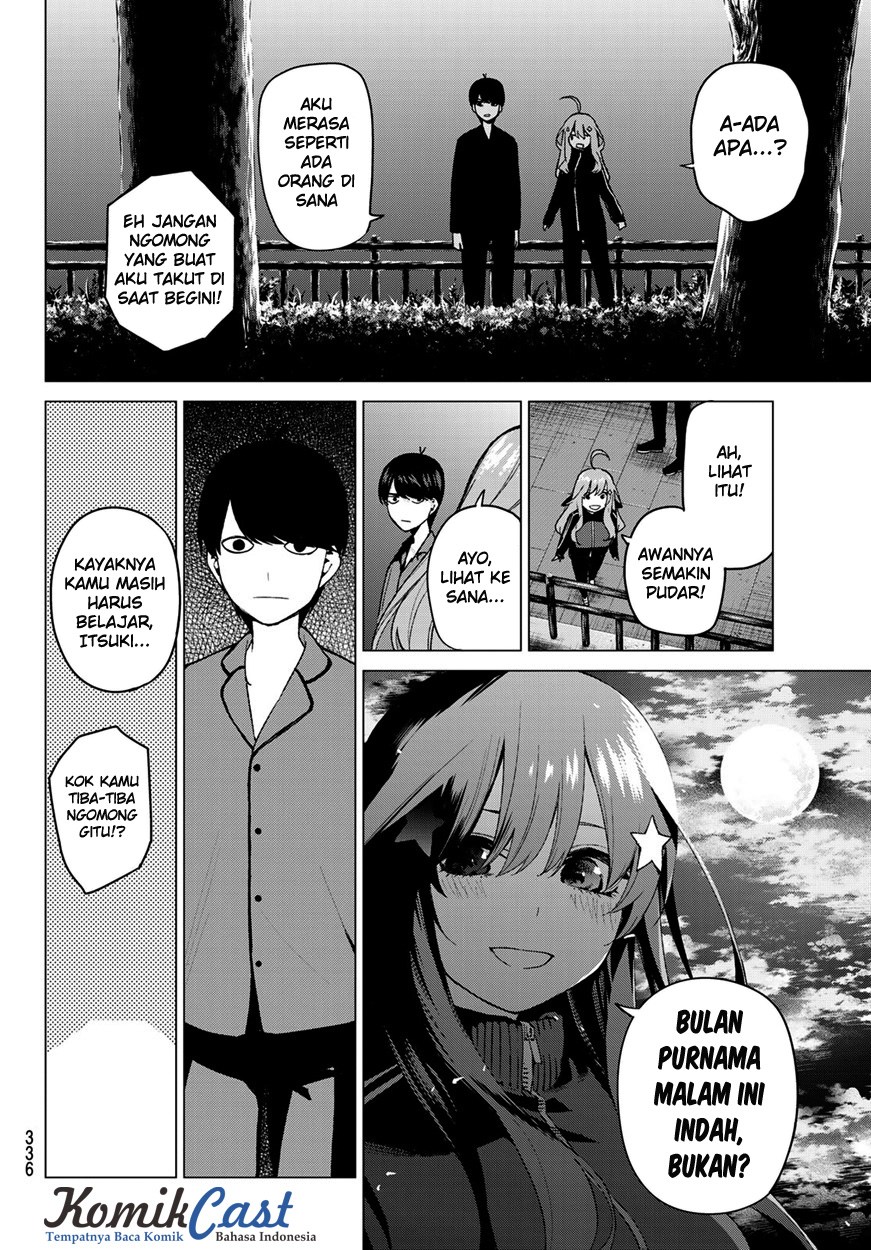 A-ADA
APA...?
AKU
MERASA
SEPERTI
ADA
ORANG DI
SANA
EH JANGAN
NGOMONG
YANG BUAT
AKU TAKUT DI
SAAT BEGINI!
AH,
LIHAT
ITU!
AWANNYA
SEMAKIN
PUDAR!
AYO,
LIHAT KE
SANA...
BULAN
PURNAMA
MALAM INI
INDAH,
BUKAN?
KAYAKNYA
KAMU MASIH
HARUS
BELAJAR,
ITSUKI...
KOK KAMU
TIBA-TIBA
NGOMONG
GITU!?
336
KomikCast
Tempatnya Baca Komik Bahasa Indonesia